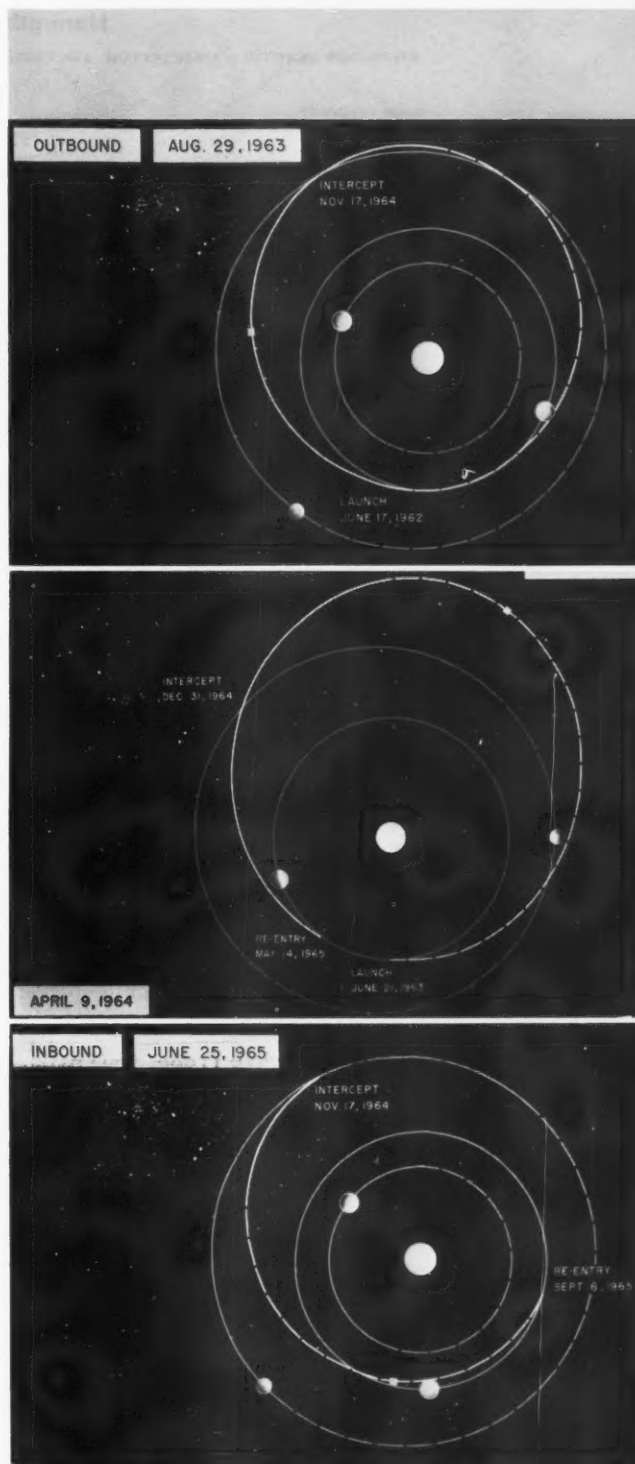 OUTBOUND
AUG. 29, 1963
INTERCEPT
NOV. 17, 1964
LAUNCH
JUNE 17, 1962
INTERCEPT
DEC. 31, 1964
RE-ENTRY
MAY 14, 1965
LAUNCH
JUNE 21, 1963
APRIL 9, 1964
INBOUND
JUNE 25, 1965
INTERCEPT
NOV. 17, 1964
RE-ENTRY
SEPT. 6, 1965